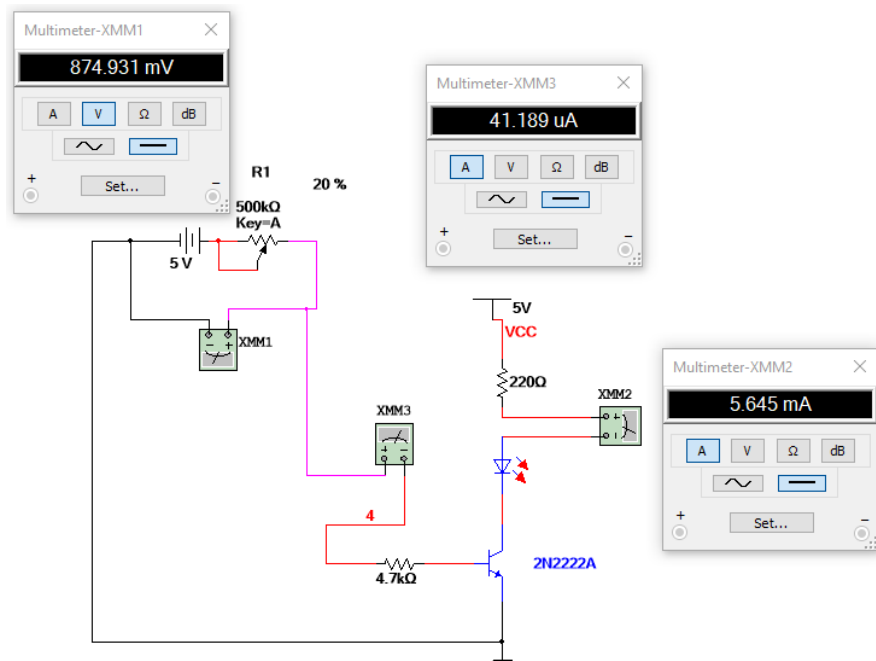 Multimeter-XMM1
874.931 mV
A V Ω dB
+ Set... −
Multimeter-XMM3
41.189 uA
A V Ω dB
+ Set... −
R1
20 %
500kΩ
Key=A
5 V
XMM1
5V
VCC
220Ω
XMM2
Multimeter-XMM2
5.645 mA
A V Ω dB
+ Set... −
XMM3
4
4.7kΩ
2N2222A